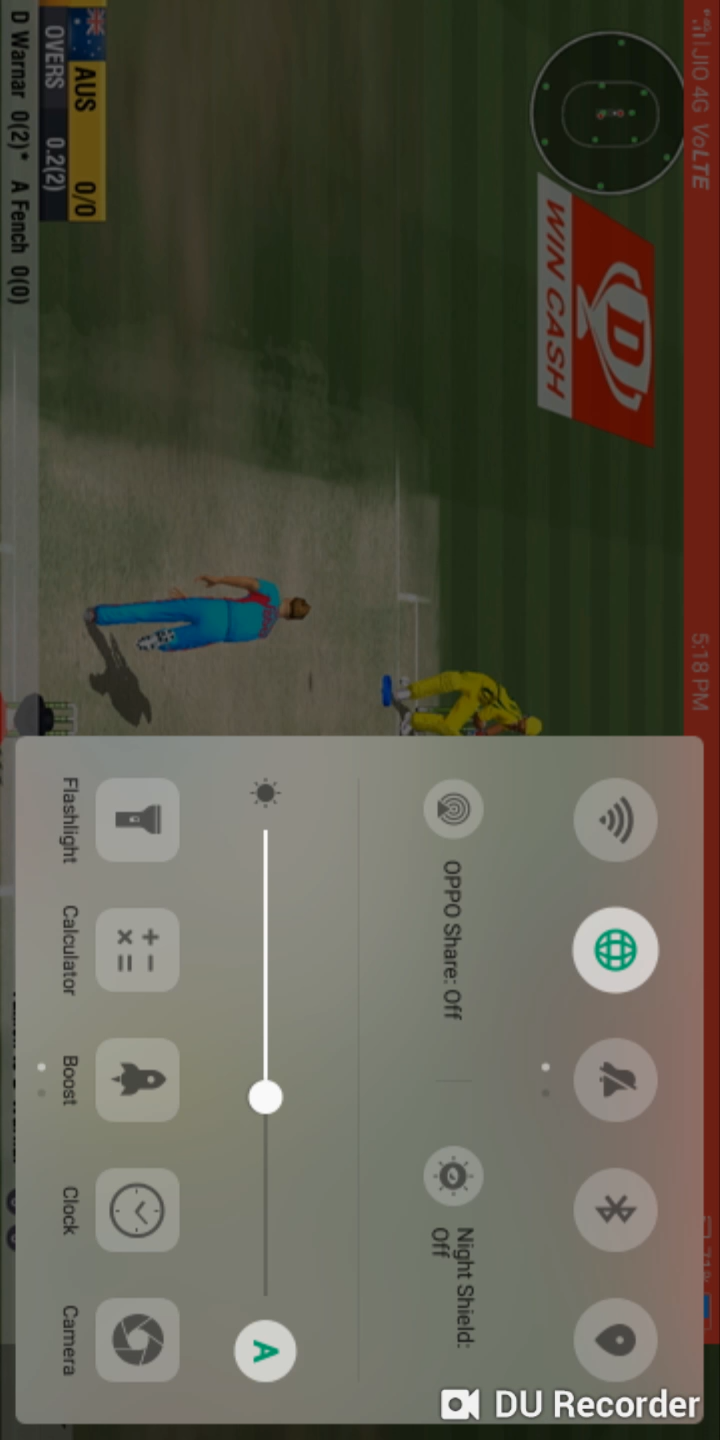 JIO 4G VoLTE
5:18 PM
71%
WIN CASH
D
AUS 0/0
OVERS 0.2(2)
D Warnar 0(2)* A Fench 0(0)
OPPO Share: Off
Night Shield:
Off
A
Flashlight
Calculator
Boost
Clock
Camera
DU Recorder